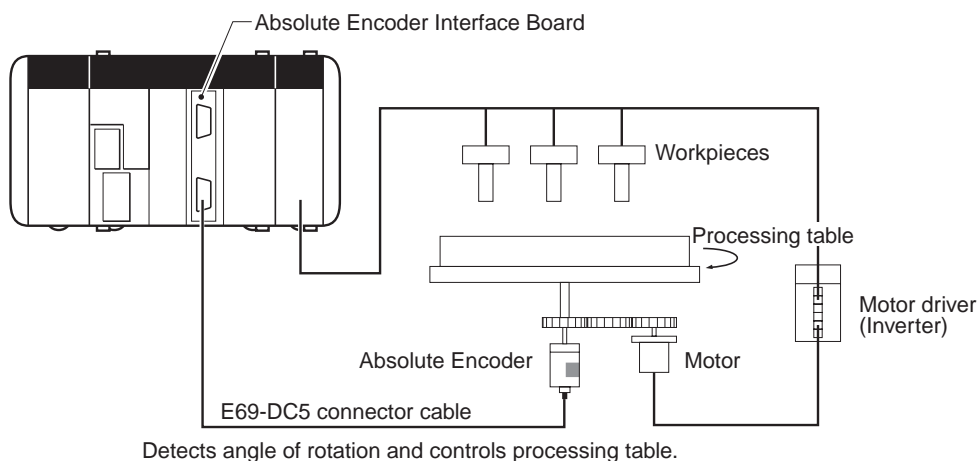 Absolute Encoder Interface Board
Workpieces
Processing table
Motor driver
(Inverter)
Absolute Encoder
Motor
E69-DC5 connector cable
Detects angle of rotation and controls processing table.